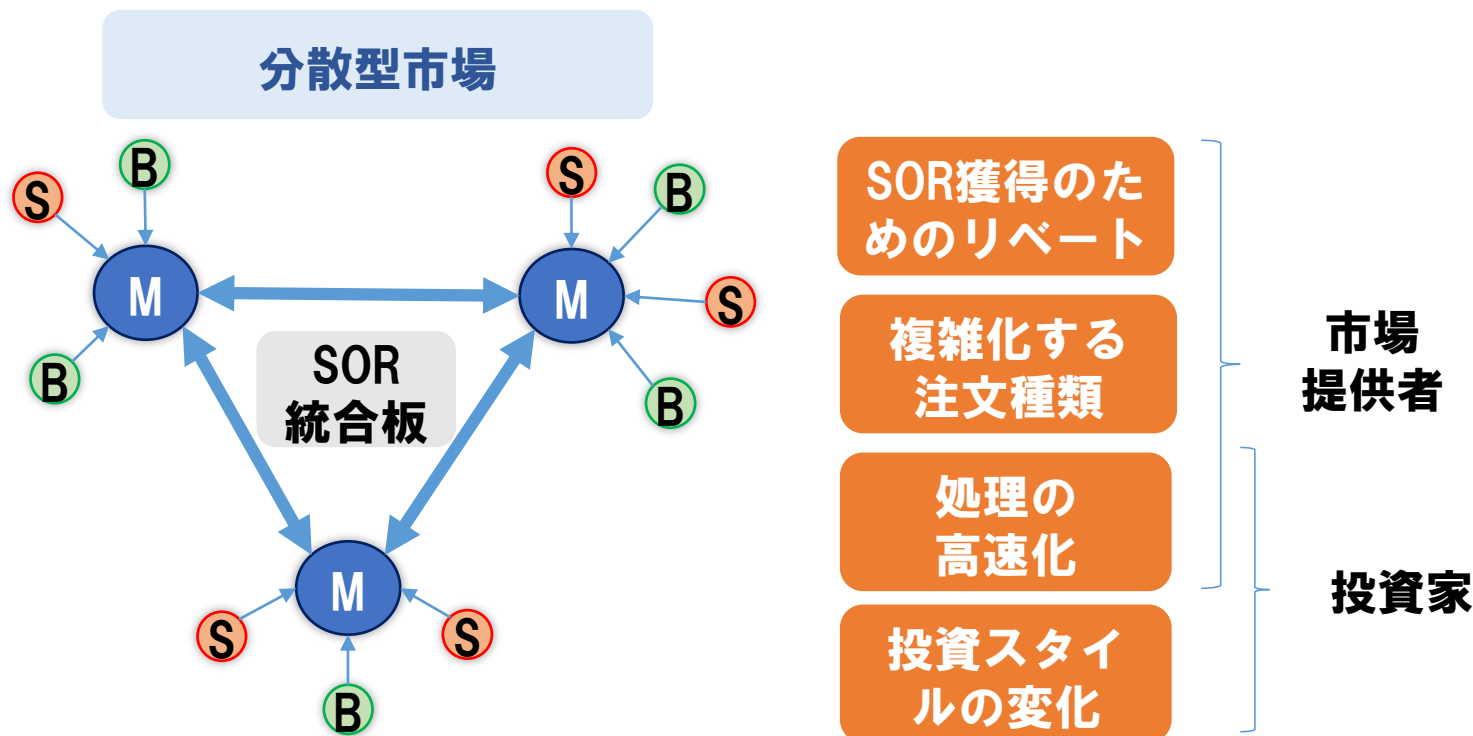 分散型市場
B
S
M
B
S
B
M
S
B
SOR
統合板
M
S
S
B
SOR獲得のた
めのリベート
複雑化する
注文種類
処理の
高速化
投資スタイ
ルの変化
市場
提供者
投資家